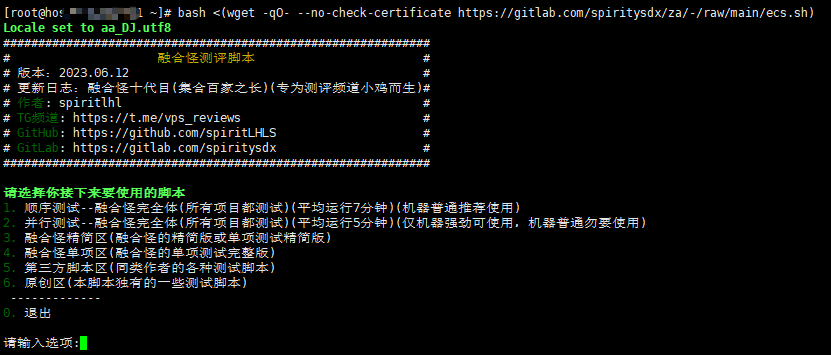 [root@hos 1 ~]# bash <(wget -qO- --no-check-certificate https://gitlab.com/spiritysdx/za/-/raw/main/ecs.sh)
Locale set to aa_DJ.utf8
#############################################################
# 融合怪测评脚本 #
# 版本：2023.06.12 #
# 更新日志：融合怪十代目(集合百家之长)(专为测评频道小鸡而生)#
# 作者: spiritlhl #
# TG频道: https://t.me/vps_reviews #
# GitHub: https://github.com/spiritLHLS #
# GitLab: https://gitlab.com/spiritysdx #
#############################################################
请选择你接下来要使用的脚本
1. 顺序测试--融合怪完全体(所有项目都测试)(平均运行7分钟)(机器普通推荐使用)
2. 并行测试--融合怪完全体(所有项目都测试)(平均运行5分钟)(仅机器强劲可使用，机器普通勿要使用)
3. 融合怪精简区(融合怪的精简版或单项测试精简版)
4. 融合怪单项区(融合怪的单项测试完整版)
5. 第三方脚本区(同类作者的各种测试脚本)
6. 原创区(本脚本独有的一些测试脚本)
-------------
0. 退出
请输入选项: